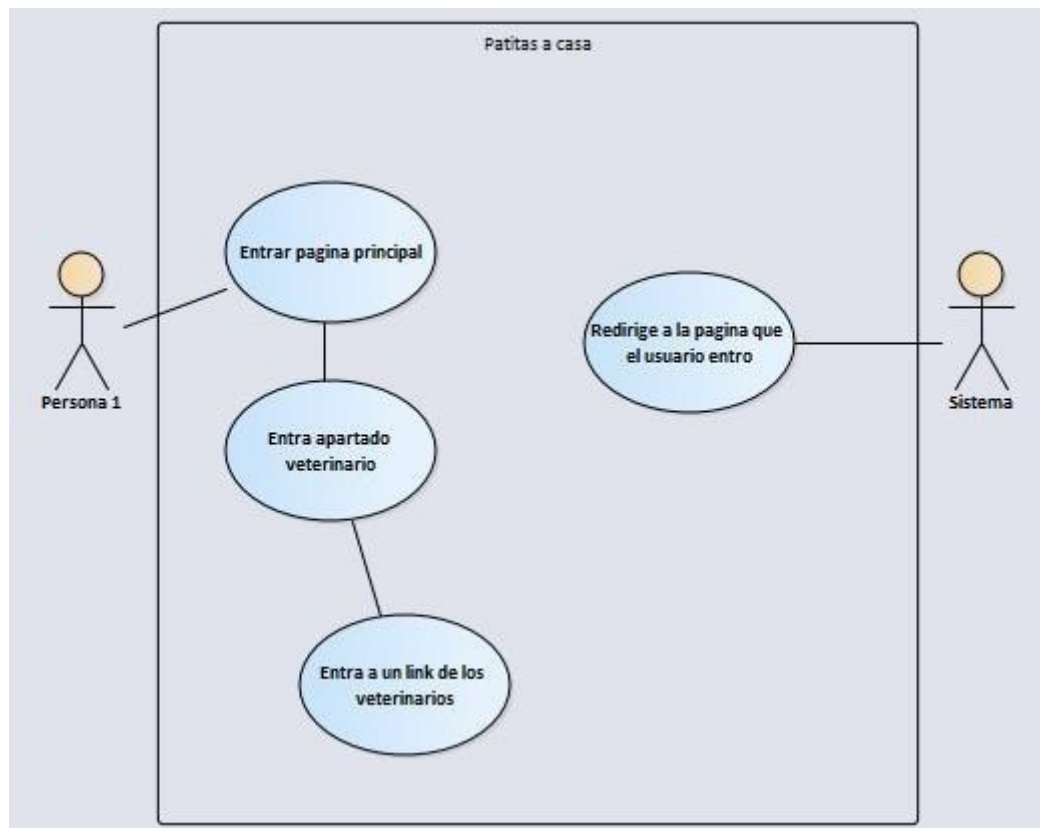 Patitas a casa
Entrar pagina principal
Redirige a la pagina que
el usuario entro
Persona 1
Sistema
Entra apartado
veterinario
Entra a un link de los
veterinarios